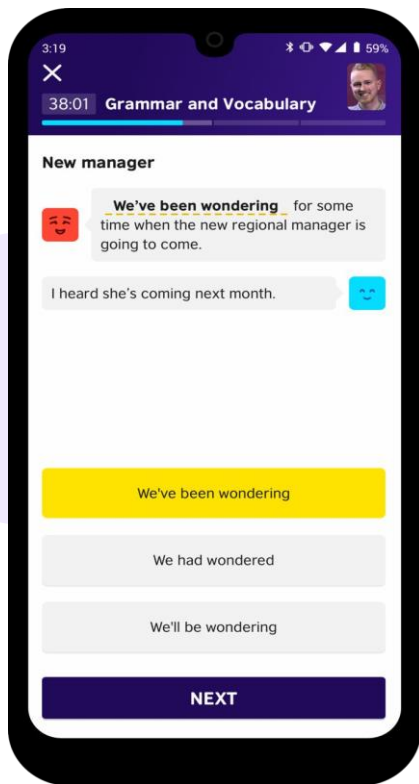 3:19 59%
38:01 Grammar and Vocabulary
New manager
We've been wondering for some
time when the new regional manager is
going to come.
I heard she's coming next month.
We've been wondering
We had wondered
We'll be wondering
NEXT